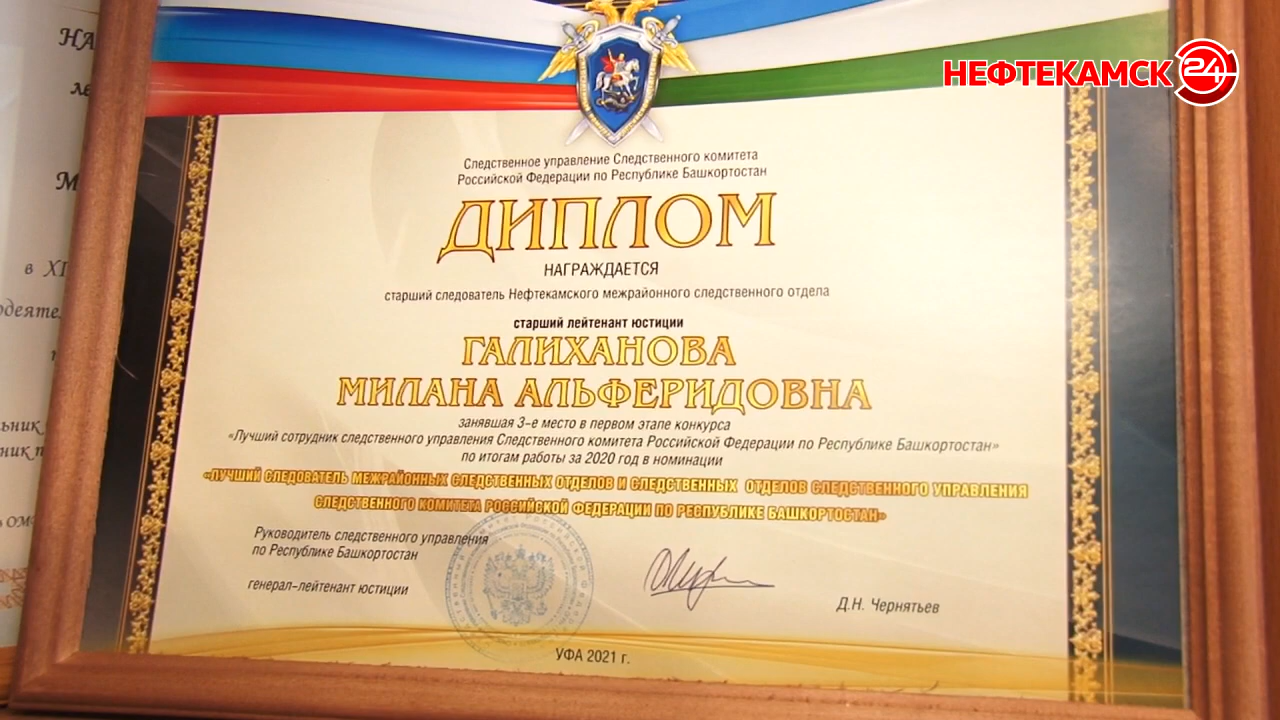 НЕФТЕКАМСК 24
Следственное управление Следственного комитета
Российской Федерации по Республике Башкортостан
ДИПЛОМ
НАГРАЖДАЕТСЯ
старший следователь Нефтекамского межрайонного следственного отдела
старший лейтенант юстиции
ГАЛИХАНОВА
МИЛАНА АЛЬФЕРИДОВНА
занявшая 3-е место в первом этапе конкурса
«Лучший сотрудник следственного управления Следственного комитета Российской Федерации по Республике Башкортостан»
по итогам работы за 2020 год в номинации
«ЛУЧШИЙ СЛЕДОВАТЕЛЬ МЕЖРАЙОННЫХ СЛЕДСТВЕННЫХ ОТДЕЛОВ И СЛЕДСТВЕННЫХ ОТДЕЛОВ СЛЕДСТВЕННОГО УПРАВЛЕНИЯ
СЛЕДСТВЕННОГО КОМИТЕТА РОССИЙСКОЙ ФЕДЕРАЦИИ ПО РЕСПУБЛИКЕ БАШКОРТОСТАН»
Руководитель следственного управления
по Республике Башкортостан
генерал-лейтенант юстиции
Д.Н. Чернятьев
УФА 2021 г.